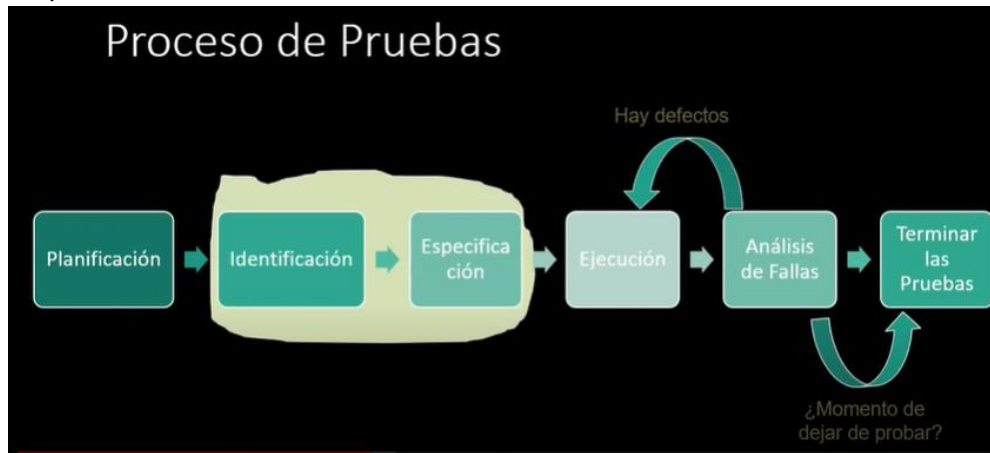 Proceso de Pruebas
Hay defectos
Planificación
Identificación
Especifica
ción
Ejecución
Análisis
de Fallas
Terminar
las
Pruebas
¿Momento de
dejar de probar?